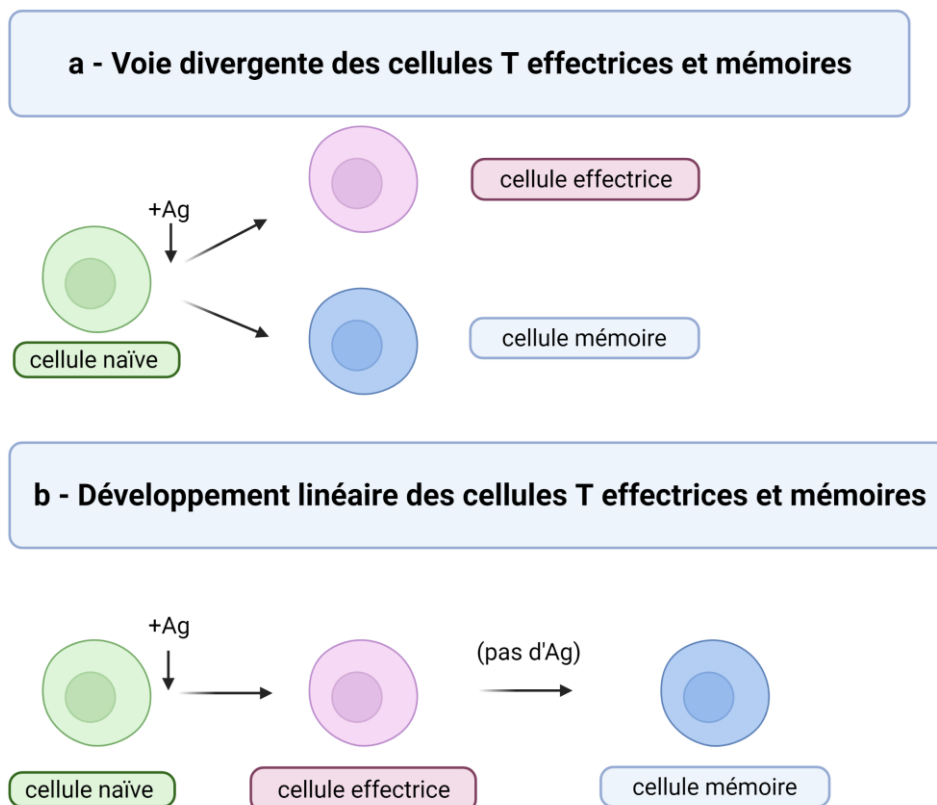 a - Voie divergente des cellules T effectrices et mémoires
cellule effectrice
+Ag
cellule mémoire
cellule naïve
b - Développement linéaire des cellules T effectrices et mémoires
+Ag
(pas d'Ag)
cellule naïve
cellule effectrice
cellule mémoire